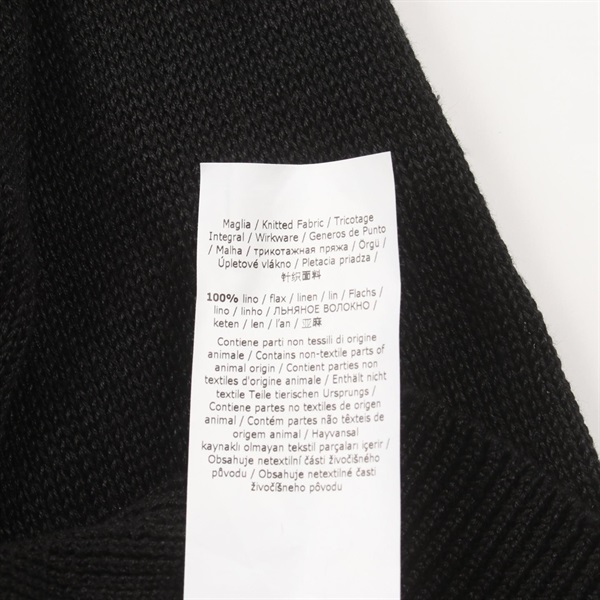 Maglia / Knitted Fabric / Tricotage
Integral / Wirkware / Generos de Punto
/ Malha / трикотажная пряжа / Örgü /
Úpletové vlákno / Pletacia priadza /
针织面料
100% lino / flax / linen / lin / Flachs /
lino / linho / ЛЬНЯНОЕ ВОЛОКНО /
keten / len / l'an / 亚麻
Contiene parti non tessili di origine
animale / Contains non-textile parts of
animal origin / Contient parties non
textiles d'origine animale / Enthält nicht
textile Teile tierischen Ursprungs /
Contiene partes no textiles de origen
animal / Contém partes não têxteis de
origem animal / Hayvansal
kaynaklı olmayan tekstil parçaları içerir /
Obsahuje netextilní části živočišného
původu / Obsahuje netextilné části
živočíšneho pôvodu